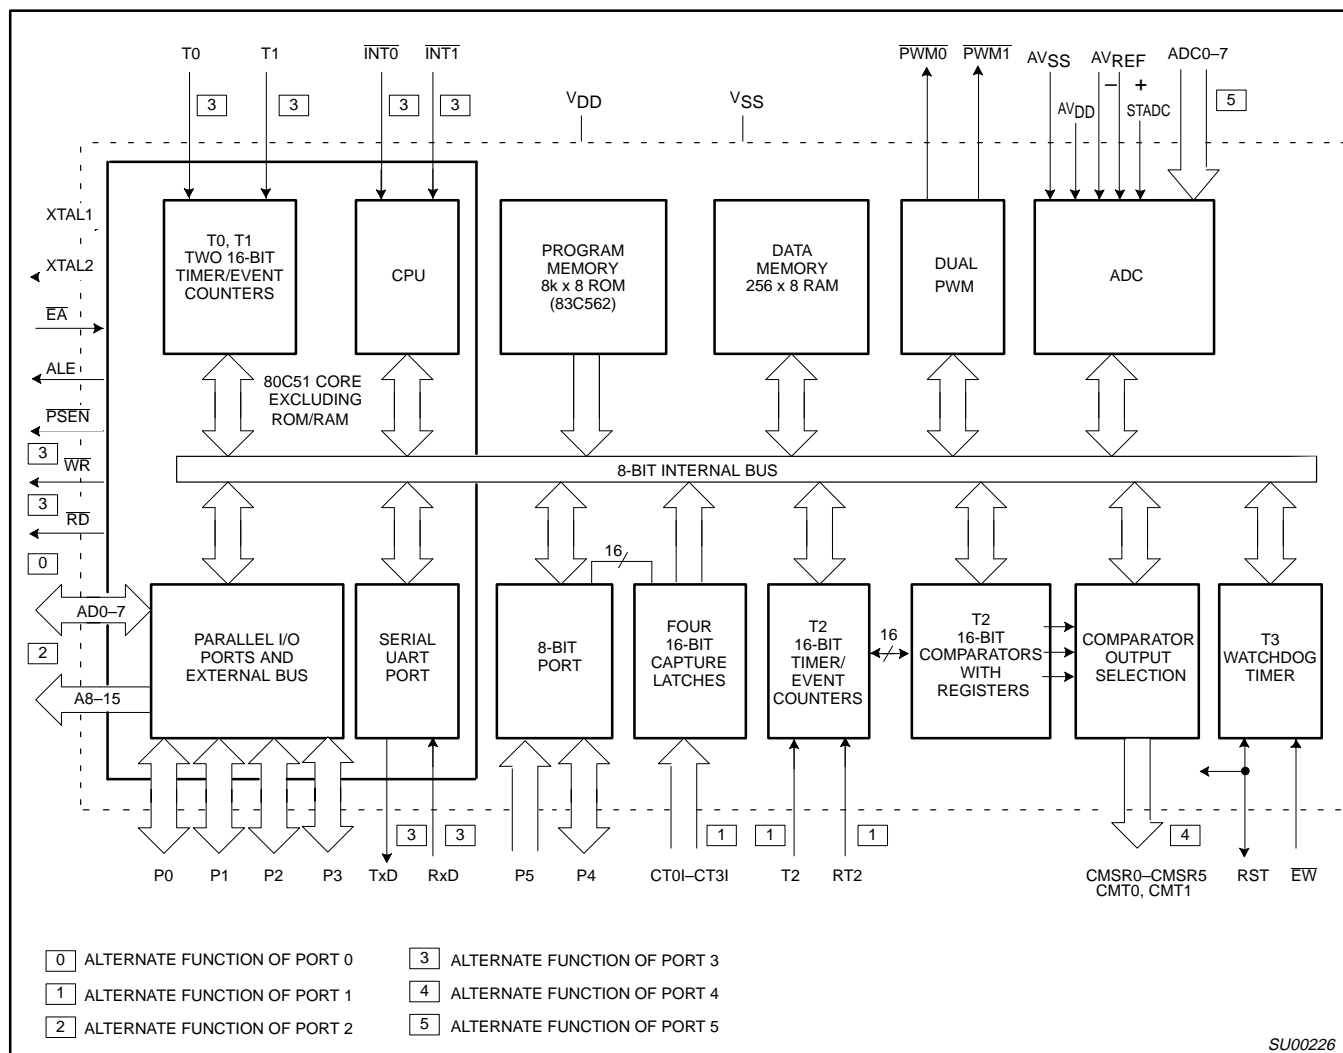 T0 T1 INT0 INT1 PWM0 PWM1 AVSS AVREF ADC0–7
– +
3 3 3 3 VDD VSS AVDD STADC 5
XTAL1
XTAL2
EA
ALE
PSEN
3 WR
3 RD
0
AD0–7
2
A8–15
T0, T1
TWO 16-BIT
TIMER/EVENT
COUNTERS
CPU
PROGRAM
MEMORY
8k x 8 ROM
(83C562)
DATA
MEMORY
256 x 8 RAM
DUAL
PWM
ADC
80C51 CORE
EXCLUDING
ROM/RAM
8-BIT INTERNAL BUS
PARALLEL I/O
PORTS AND
EXTERNAL BUS
SERIAL
UART
PORT
8-BIT
PORT
16
FOUR
16-BIT
CAPTURE
LATCHES
T2
16-BIT
TIMER/
EVENT
COUNTERS
16
T2
16-BIT
COMPARATORS
WITH
REGISTERS
COMPARATOR
OUTPUT
SELECTION
T3
WATCHDOG
TIMER
3 3 1 1 1 4
P0 P1 P2 P3 TxD RxD P5 P4 CT0I–CT3I T2 RT2 CMSR0–CMSR5 RST EW
CMT0, CMT1
0 ALTERNATE FUNCTION OF PORT 0
1 ALTERNATE FUNCTION OF PORT 1
2 ALTERNATE FUNCTION OF PORT 2
3 ALTERNATE FUNCTION OF PORT 3
4 ALTERNATE FUNCTION OF PORT 4
5 ALTERNATE FUNCTION OF PORT 5
SU00226